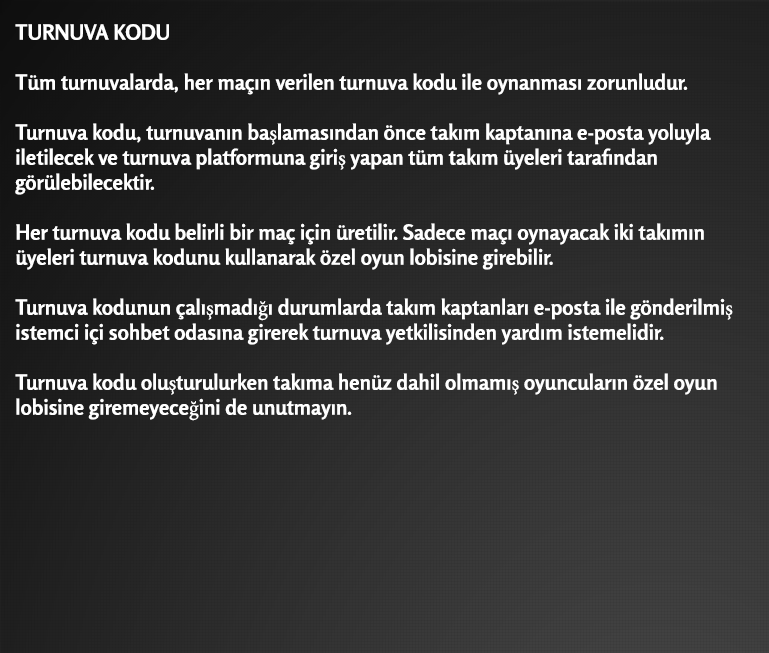 TURNUVA KODU
Tüm turnuvalarda, her maçın verilen turnuva kodu ile oynanması zorunludur.
Turnuva kodu, turnuvanın başlamasından önce takım kaptanına e-posta yoluyla
iletilecek ve turnuva platformuna giriş yapan tüm takım üyeleri tarafından
görülebilecektir.
Her turnuva kodu belirli bir maç için üretilir. Sadece maçı oynayacak iki takımın
üyeleri turnuva kodunu kullanarak özel oyun lobisine girebilir.
Turnuva kodunun çalışmadığı durumlarda takım kaptanları e-posta ile gönderilmiş
istemci içi sohbet odasına girerek turnuva yetkilisinden yardım istemelidir.
Turnuva kodu oluşturulurken takıma henüz dahil olmamış oyuncuların özel oyun
lobisine giremeyeceğini de unutmayın.